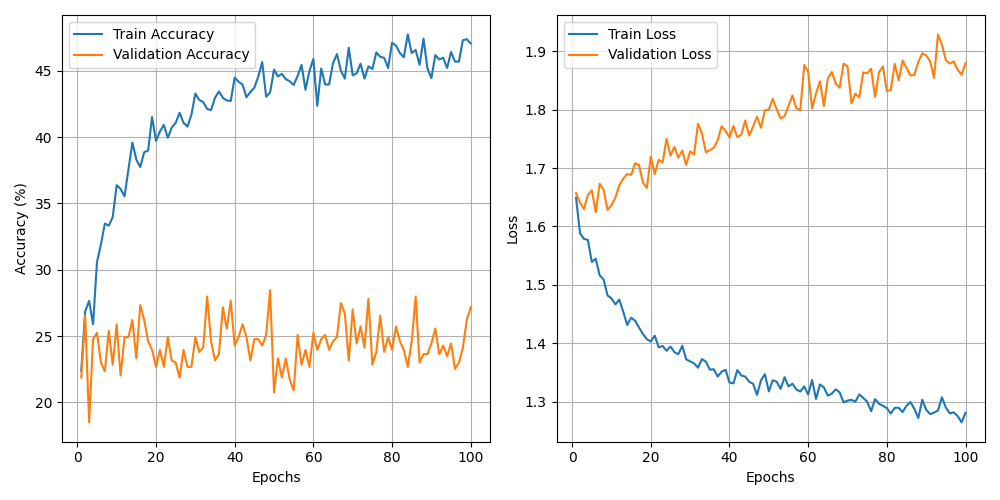 Train Accuracy
Validation Accuracy
45
40
35
30
25
20
Accuracy (%)
0 20 40 60 80 100
Epochs
Train Loss
Validation Loss
1.9
1.8
1.7
1.6
1.5
1.4
1.3
Loss
0 20 40 60 80 100
Epochs